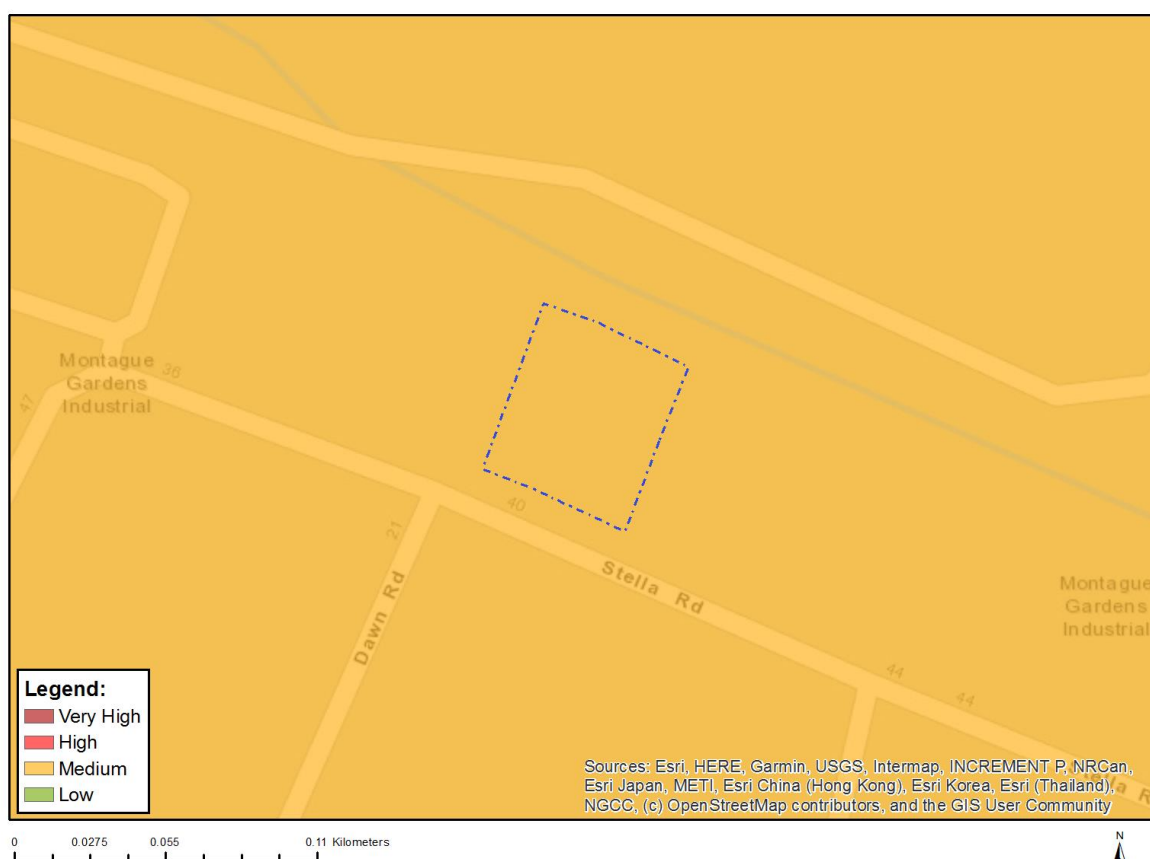 Montague
Gardens
Industrial
36
47
40
21
Dawn Rd
Stella Rd
Montague
Gardens
Industrial
44
44
Stella R
Legend:
Very High
High
Medium
Low
Sources: Esri, HERE, Garmin, USGS, Intermap, INCREMENT P, NRCan,
Esri Japan, METI, Esri China (Hong Kong), Esri Korea, Esri (Thailand),
NGCC, (c) OpenStreetMap contributors, and the GIS User Community
0 0.0275 0.055 0.11 Kilometers
N